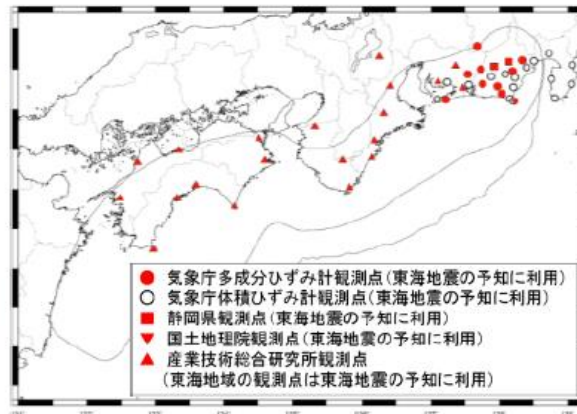 気象庁多成分ひずみ計観測点(東海地震の予知に利用)
気象庁体積ひずみ計観測点(東海地震の予知に利用)
静岡県観測点(東海地震の予知に利用)
国土地理院観測点(東海地震の予知に利用)
産業技術総合研究所観測点
(東海地域の観測点は東海地震の予知に利用)